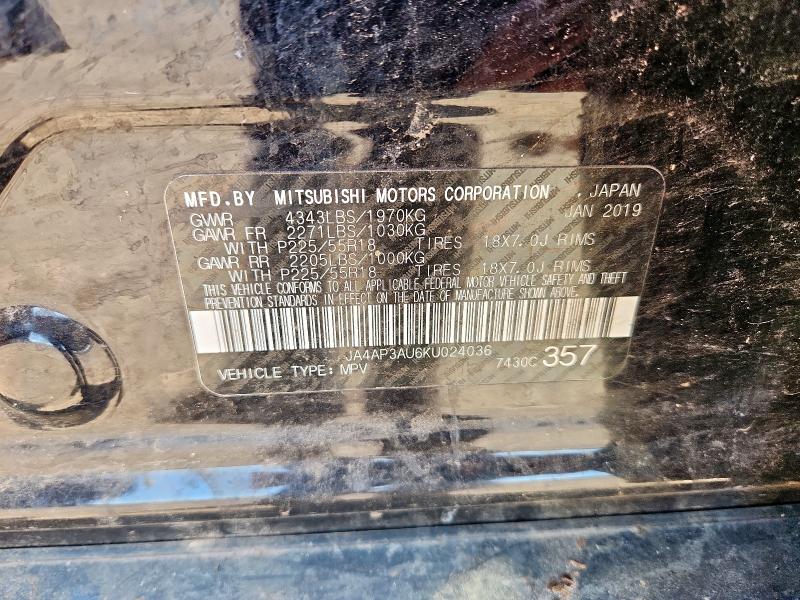 MFD.BY MITSUBISHI MOTORS CORPORATION , JAPAN
GWWR 4343LBS/1970KG JAN 2019
GAWR FR 2271LBS/1030KG
WITH P225/55R18 TIRES 18X7.0J RIMS
GAWR RR 2205LBS/1000KG
WITH P225/55R18 TIRES 18X7.0J RIMS
THIS VEHICLE CONFORMS TO ALL APPLICABLE FEDERAL MOTOR VEHICLE SAFETY AND THEFT
PREVENTION STANDARDS IN EFFECT ON THE DATE OF MANUFACTURE SHOWN ABOVE.
JA4AP3AU6KU024036
VEHICLE TYPE: MPV 7430C 357